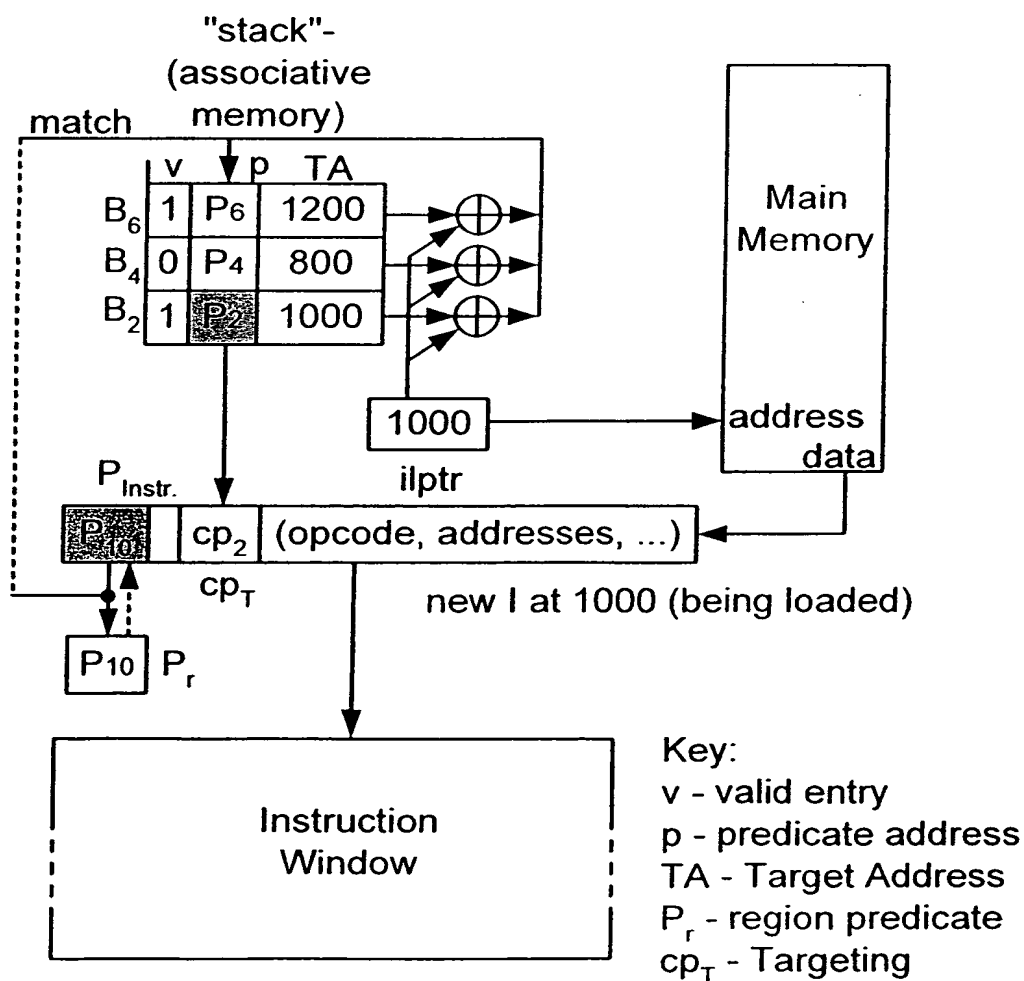 "stack"-
(associative
memory)
match
v p TA
B6 1 P6 1200
B4 0 P4 800
B2 1 P2 1000
Main
Memory
1000
address
data
PInstr.
ilptr
P10 cp2 (opcode, addresses, ...)
cpT
new I at 1000 (being loaded)
P10 Pr
Instruction
Window
Key:
v - valid entry
p - predicate address
TA - Target Address
Pr - region predicate
cpT - Targeting